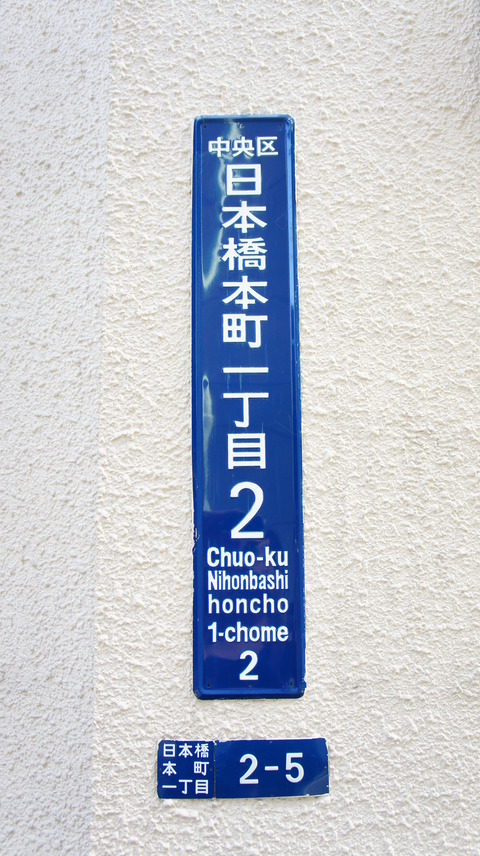 中央区
日本橋本町一丁目
2
Chuo-ku
Nihonbashi
honcho
1-chome
2
日本橋
本町
一丁目
2-5